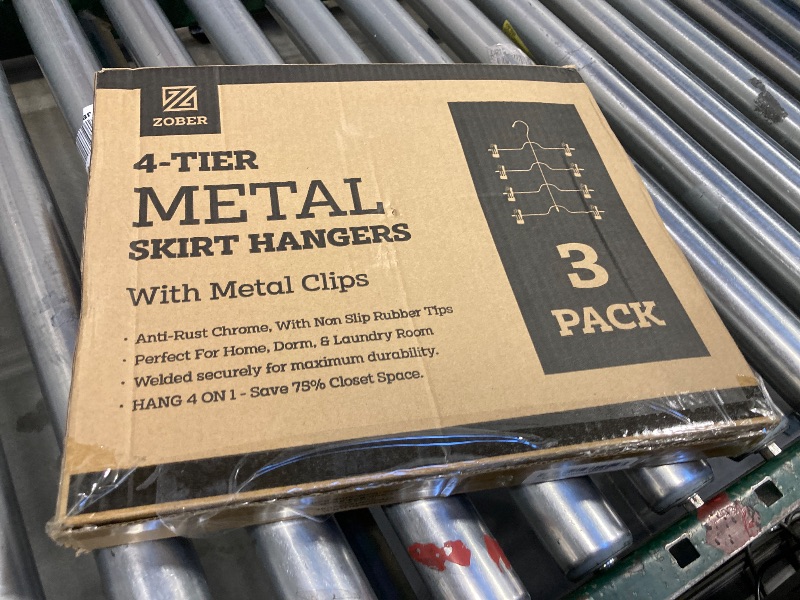 ZOBER
4-TIER
METAL
SKIRT HANGERS
With Metal Clips
· Anti-Rust Chrome, With Non Slip Rubber Tips
· Perfect For Home, Dorm, & Laundry Room
· Welded securely for maximum durability.
· HANG 4 ON 1 - Save 75% Closet Space.
3
PACK